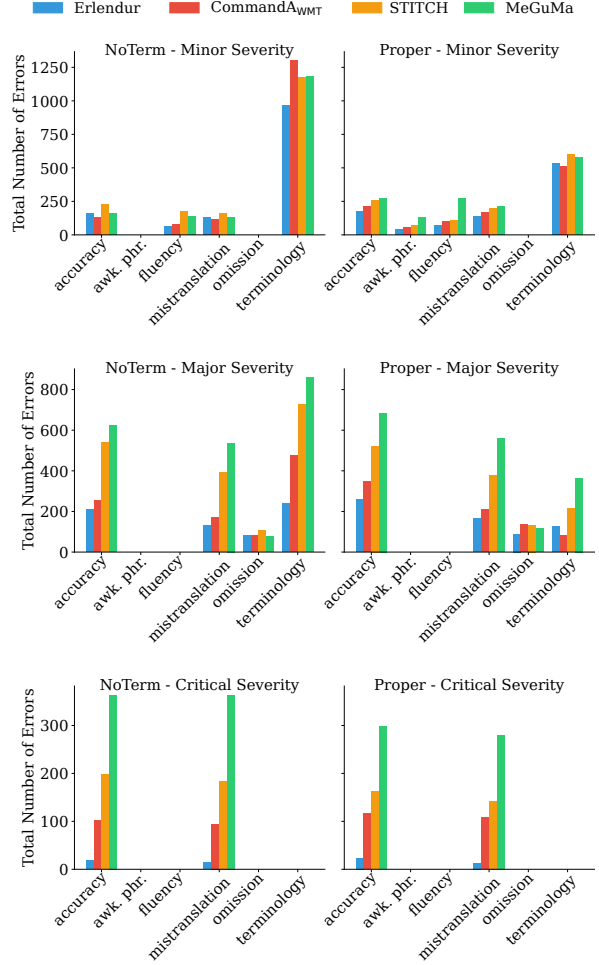 Erlendur CommandA_WMT STITCH MeGuMa
NoTerm - Minor Severity
Total Number of Errors
1250
1000
750
500
250
0
accuracy
awk. phr.
fluency
mistranslation
omission
terminology
Proper - Minor Severity
accuracy
awk. phr.
fluency
mistranslation
omission
terminology
NoTerm - Major Severity
Total Number of Errors
800
600
400
200
0
accuracy
awk. phr.
fluency
mistranslation
omission
terminology
Proper - Major Severity
accuracy
awk. phr.
fluency
mistranslation
omission
terminology
NoTerm - Critical Severity
Total Number of Errors
300
200
100
0
accuracy
awk. phr.
fluency
mistranslation
omission
terminology
Proper - Critical Severity
accuracy
awk. phr.
fluency
mistranslation
omission
terminology